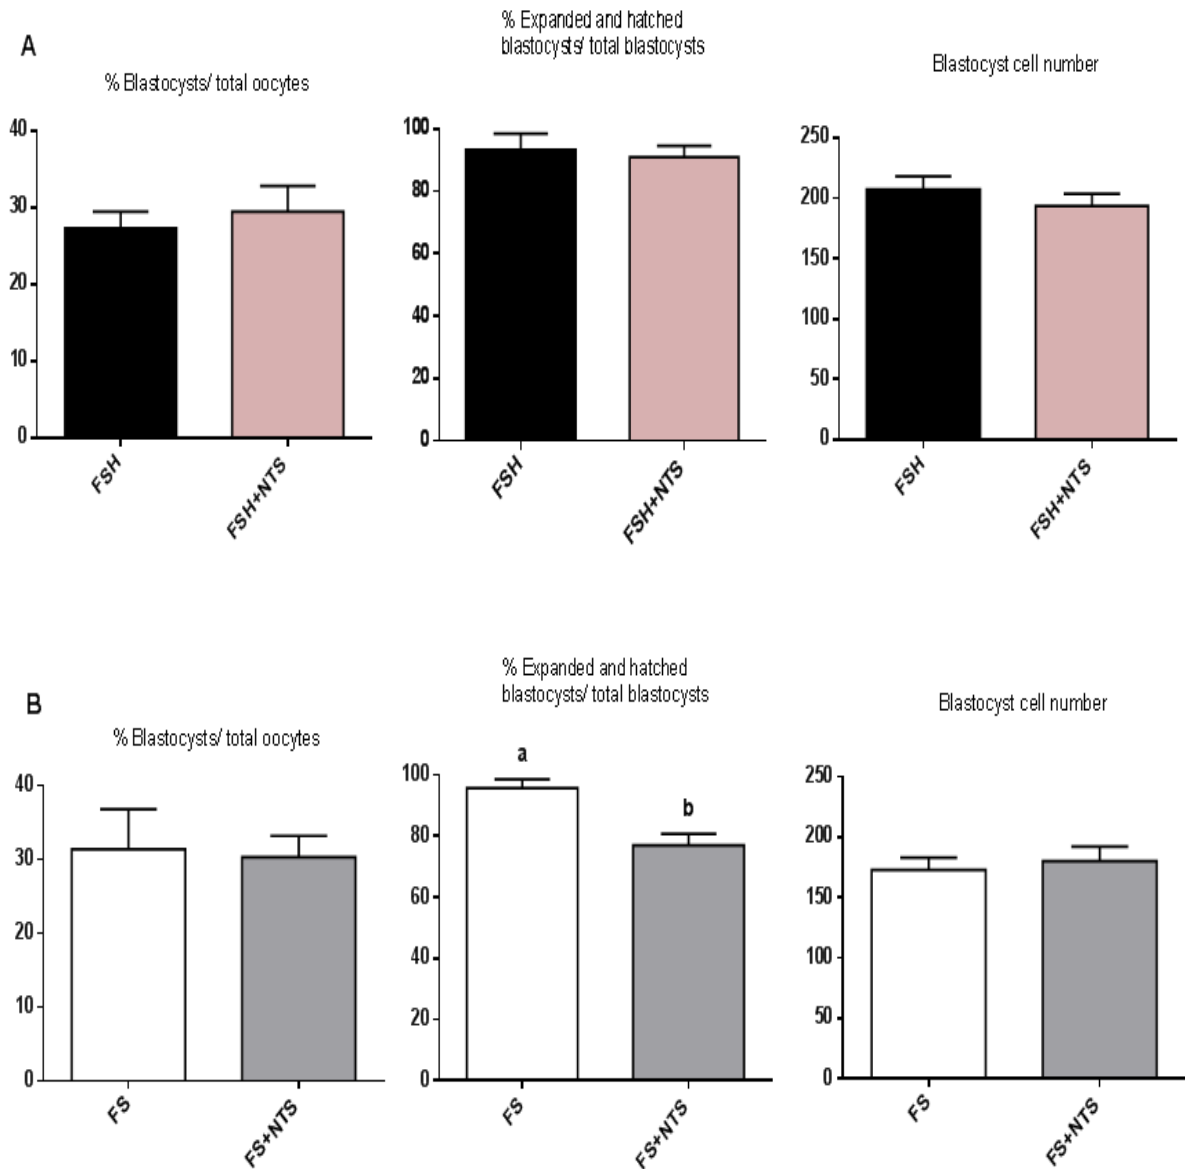 A
% Blastocysts/ total oocytes
40
30
20
10
0
FSH
FSH+NTS
% Expanded and hatched
blastocysts/ total blastocysts
100
80
60
40
20
0
FSH
FSH+NTS
Blastocyst cell number
250
200
150
100
50
0
FSH
FSH+NTS
B
% Blastocysts/ total oocytes
40
30
20
10
0
FS
FS+NTS
% Expanded and hatched
blastocysts/ total blastocysts
100
80
60
40
20
0
a
b
FS
FS+NTS
Blastocyst cell number
250
200
150
100
50
0
FS
FS+NTS